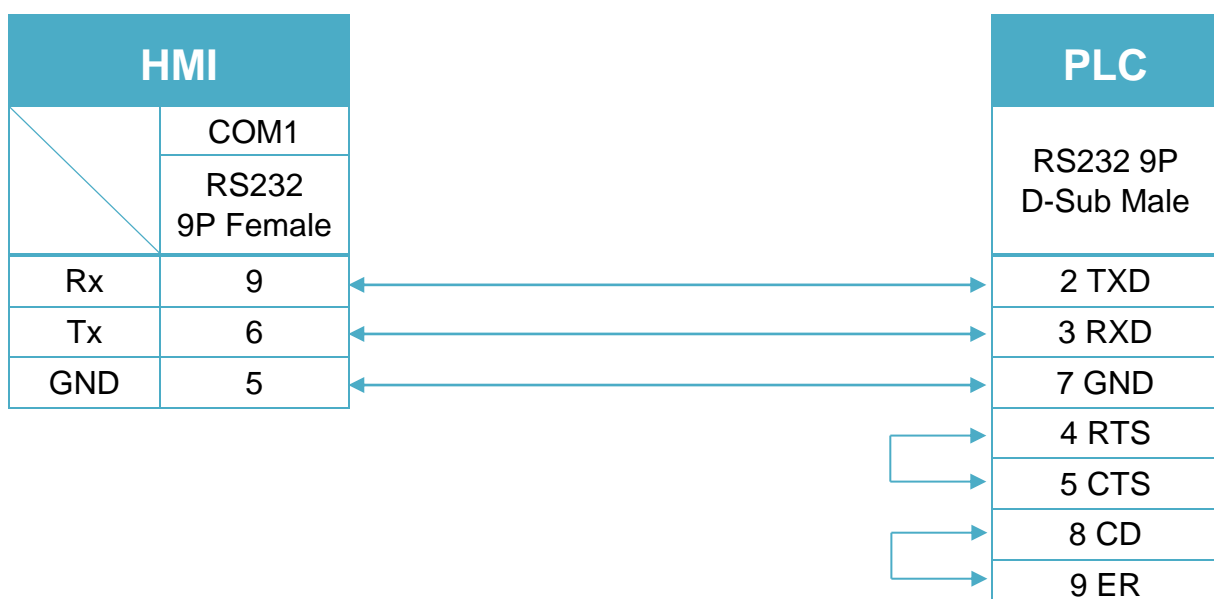 HMI
PLC
COM1
RS232
9P Female
RS232 9P
D-Sub Male
Rx 9 2 TXD
Tx 6 3 RXD
GND 5 7 GND
4 RTS
5 CTS
8 CD
9 ER